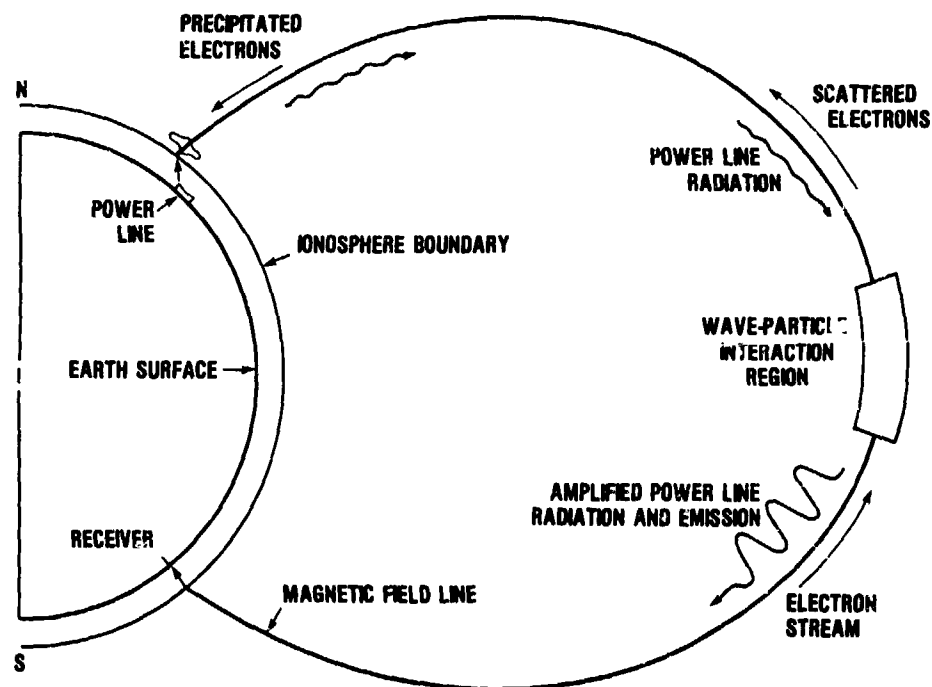 PRECIPITATED
ELECTRONS
N
SCATTERED
ELECTRONS
POWER LINE
RADIATION
POWER
LINE
IONOSPHERE BOUNDARY
WAVE-PARTICLE
INTERACTION
REGION
EARTH SURFACE
AMPLIFIED POWER LINE
RADIATION AND EMISSION
RECEIVER
MAGNETIC FIELD LINE
ELECTRON
STREAM
S